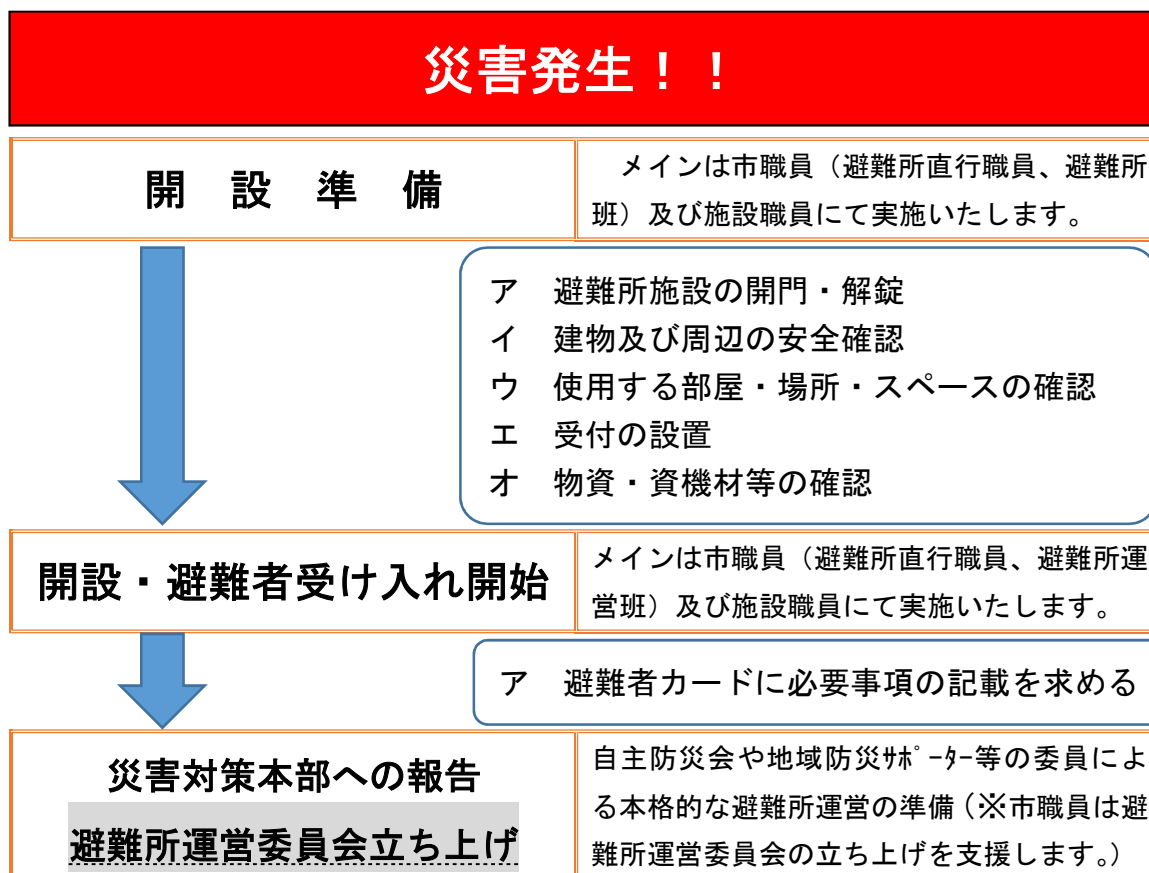 災害発生！！
開　設　準　備
メインは市職員（避難所直行職員、避難所
班）及び施設職員にて実施いたします。
ア　避難所施設の開門・解錠
イ　建物及び周辺の安全確認
ウ　使用する部屋・場所・スペースの確認
エ　受付の設置
オ　物資・資機材等の確認
開設・避難者受け入れ開始
メインは市職員（避難所直行職員、避難所運
営班）及び施設職員にて実施いたします。
ア　避難者カードに必要事項の記載を求める
災害対策本部への報告
避難所運営委員会立ち上げ
自主防災会や地域防災ｻﾎﾟｰﾀｰ等の委員によ
る本格的な避難所運営の準備（※市職員は避
難所運営委員会の立ち上げを支援します。）